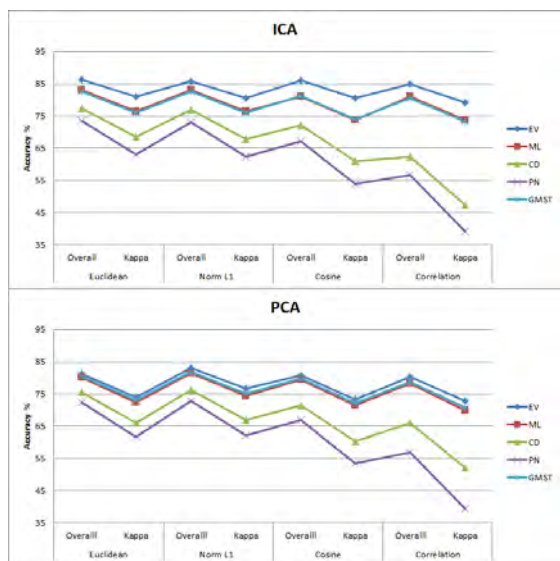 ICA
95
85
75
65
55
45
35
Accuracy %
Overall Kappa Overall Kappa Overall Kappa Overall Kappa
Euclidean Norm L1 Cosine Correlation
EV
ML
CD
PN
GMST
PCA
95
85
75
65
55
45
35
Accuracy %
Overalll Kappa Overalll Kappa Overalll Kappa Overalll Kappa
Euclidean Norm L1 Cosine Correlation
EV
ML
CD
PN
GMST